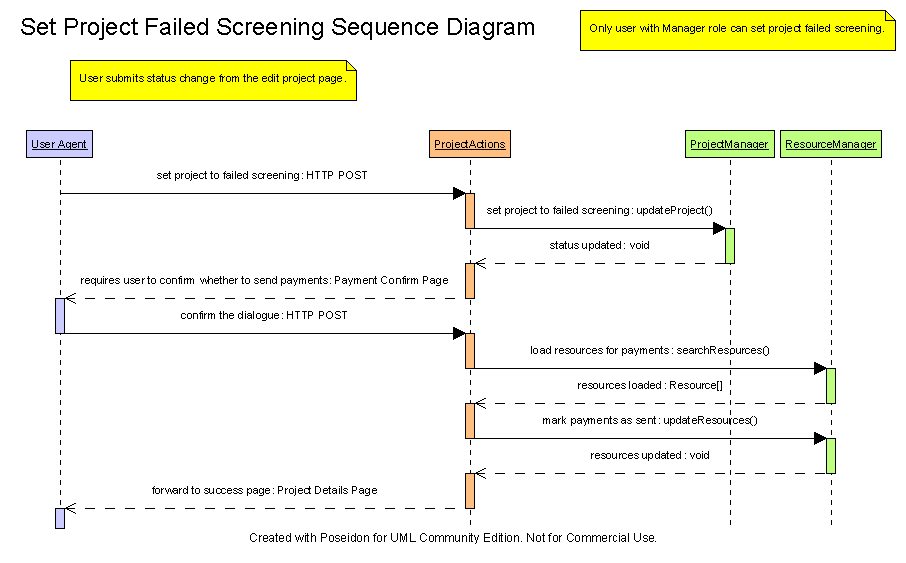 Set Project Failed Screening Sequence Diagram
Only user with Manager role can set project failed screening.
User submits status change from the edit project page.
User Agent
ProjectActions
ProjectManager
ResourceManager
set project to failed screening: HTTP POST
set project to failed screening: updateProject()
status updated: void
requires user to confirm whether to send payments: Payment Confirm Page
confirm the dialogue: HTTP POST
load resources for payments: searchResources()
resources loaded: Resource[]
mark payments as sent: updateResources()
resources updated: void
forward to success page: Project Details Page
Created with Poseidon for UML Community Edition. Not for Commercial Use.